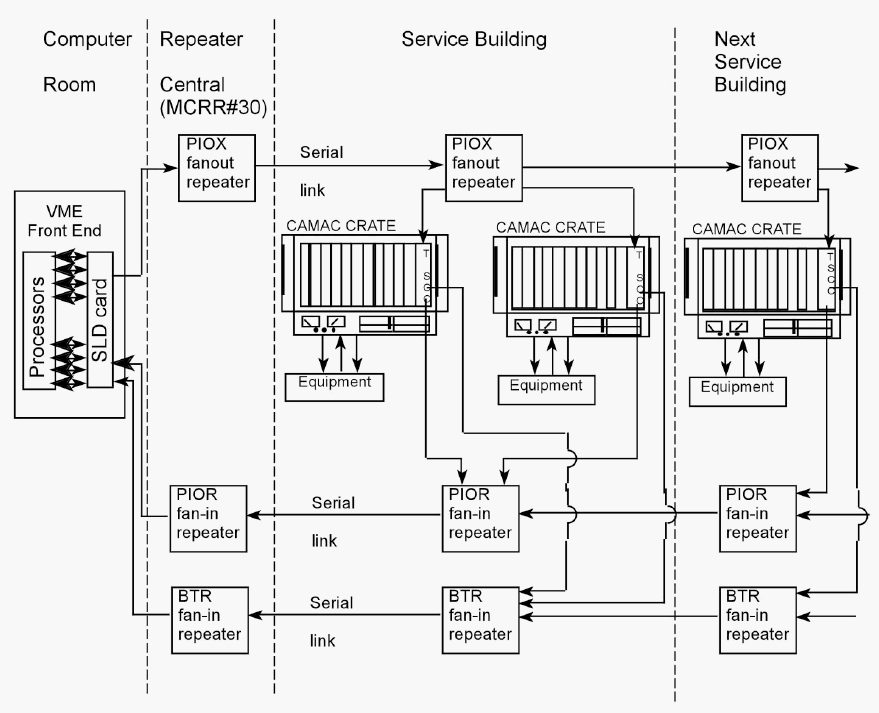 Computer
Room
Repeater
Central
(MCRR#30)
Service Building
Next
Service
Building
PIOX
fanout
repeater
Serial
link
PIOX
fanout
repeater
PIOX
fanout
repeater
VME
Front End
Processors
SLD card
CAMAC CRATE
T
S
C
C
Equipment
CAMAC CRATE
T
S
C
C
Equipment
CAMAC CRATE
T
S
C
C
Equipment
PIOR
fan-in
repeater
Serial
link
PIOR
fan-in
repeater
PIOR
fan-in
repeater
BTR
fan-in
repeater
Serial
link
BTR
fan-in
repeater
BTR
fan-in
repeater